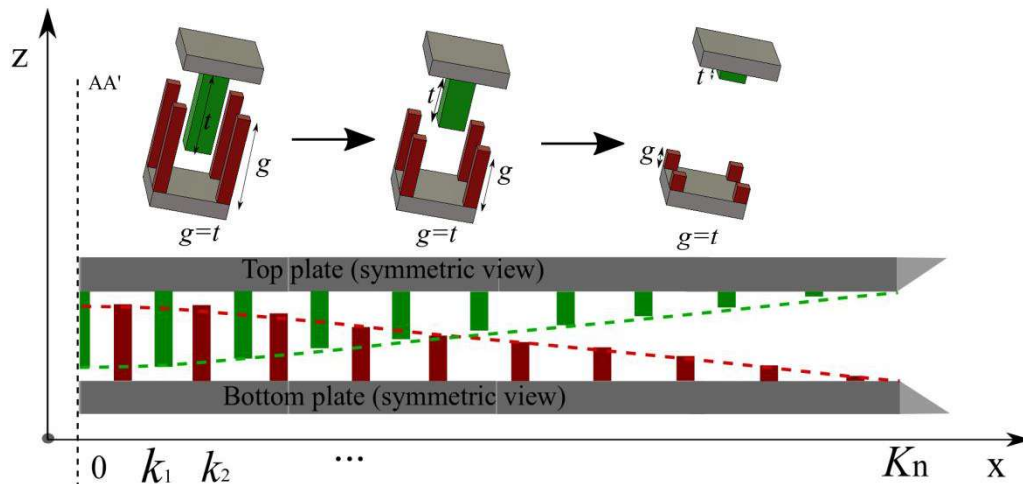 z
AA'
t
g
g=t
t
g
g=t
t
g
g=t
Top plate (symmetric view)
Bottom plate (symmetric view)
0 k1 k2 ... Kn x